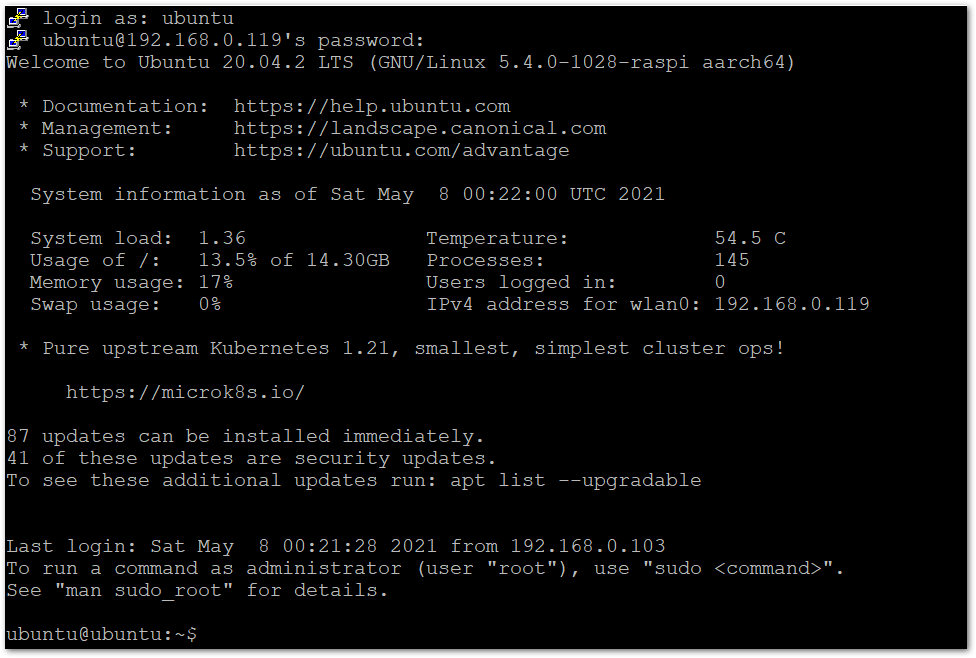 login as: ubuntu
ubuntu@192.168.0.119's password:
Welcome to Ubuntu 20.04.2 LTS (GNU/Linux 5.4.0-1028-raspi aarch64)
* Documentation:  https://help.ubuntu.com
* Management:     https://landscape.canonical.com
* Support:        https://ubuntu.com/advantage
System information as of Sat May  8 00:22:00 UTC 2021
System load:  1.36               Temperature:            54.5 C
Usage of /:   13.5% of 14.30GB   Processes:              145
Memory usage: 17%                Users logged in:        0
Swap usage:   0%                 IPv4 address for wlan0: 192.168.0.119
* Pure upstream Kubernetes 1.21, smallest, simplest cluster ops!
https://microk8s.io/
87 updates can be installed immediately.
41 of these updates are security updates.
To see these additional updates run: apt list --upgradable
Last login: Sat May  8 00:21:28 2021 from 192.168.0.103
To run a command as administrator (user "root"), use "sudo <command>".
See "man sudo_root" for details.
ubuntu@ubuntu:~$